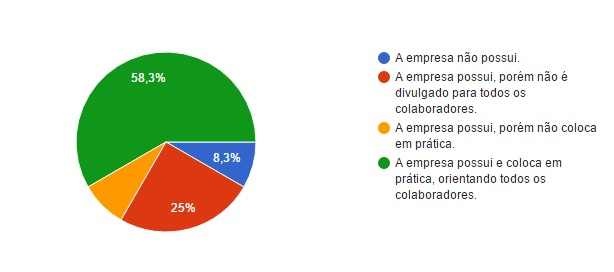 58,3%
8,3%
25%
A empresa não possui.
A empresa possui, porém não é
divulgado para todos os
colaboradores.
A empresa possui, porém não coloca
em prática.
A empresa possui e coloca em
prática, orientando todos os
colaboradores.